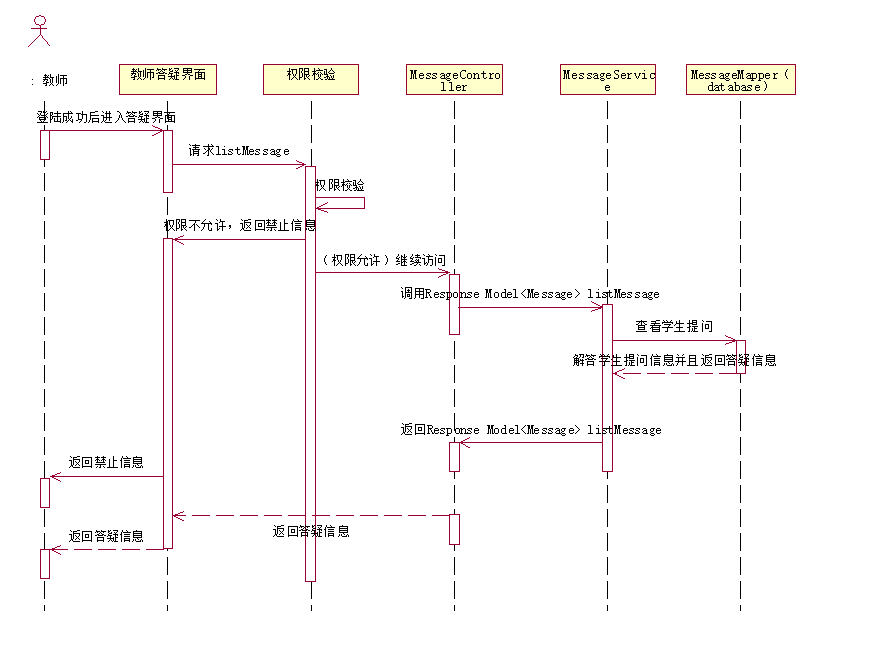 : 教师
教师答疑界面
权限校验
MessageContro
ller
MessageServic
e
MessageMapper(
database)
登陆成功后进入答疑界面
请求listMessage
权限校验
权限不允许，返回禁止信息
（权限允许）继续访问
调用Response Model<Message> listMessage
查看学生提问
解答学生提问信息并且返回答疑信息
返回Response Model<Message> listMessage
返回禁止信息
返回答疑信息
返回答疑信息